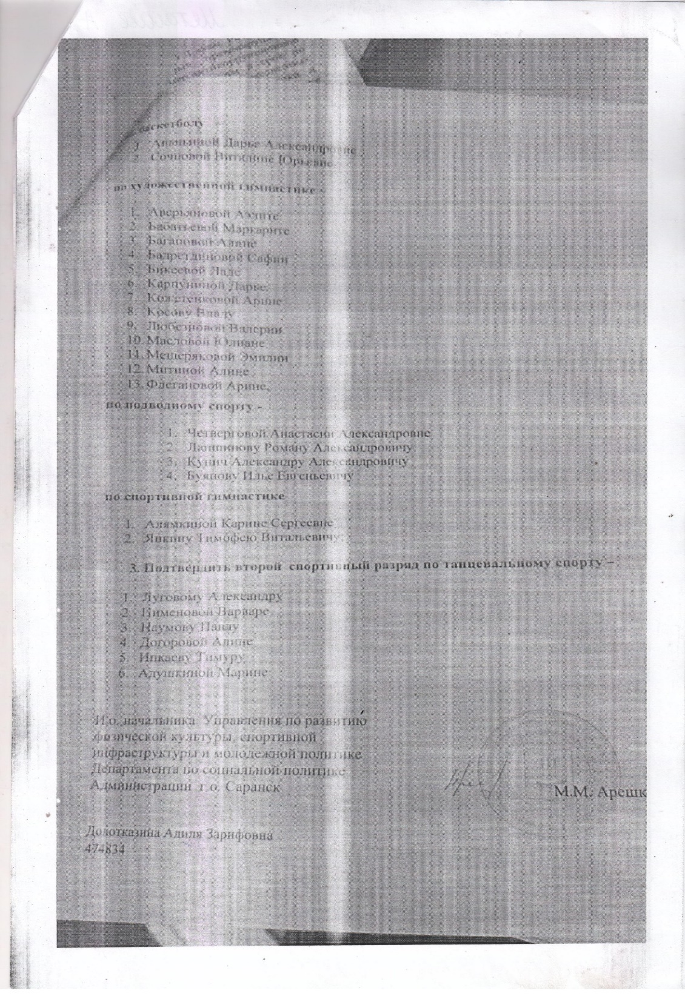 баскетболу –
1. Ананьиной Дарье Александровне
2. Сочновой Виталине Юрьевне
по художественной гимнастике –
1. Аверьяновой Аэлите
2. Бабатьевой Маргарите
3. Багаповой Алине
4. Бадретдиновой Сафии
5. Бикеевой Ладе
6. Карпуниной Дарье
7. Кожетенковой Арине
8. Косову Владу
9. Любезновой Валерии
10. Масловой Юлиане
11. Мещеряковой Эмилии
12. Митиной Алине
13. Флегановой Арине,
по подводному спорту -
1. Четверговой Анастасии Александровне
2. Роману Александровичу
3. Кунич Александру Александровичу
4. Буянову Илье Евгеньевичу
по спортивной гимнастике
1. Алямкиной Карине Сергеевне
2. Янкину Тимофею Витальевичу;
3. Подтвердить второй спортивный разряд по танцевальному спорту –
1. Луговому Александру
2. Пименовой Варваре
3. Наумову Павлу
4. Догоровой Алине
5. Ипкаеву Тимуру
6. Адушкиной Марине
И.о. начальника Управления по развитию
физической культуры, спортивной
инфраструктуры и молодежной политике
Департамента по социальной политике
Администрации г.о. Саранск
М.М. Арешк
Долотказина Адиля Зарифовна
474834